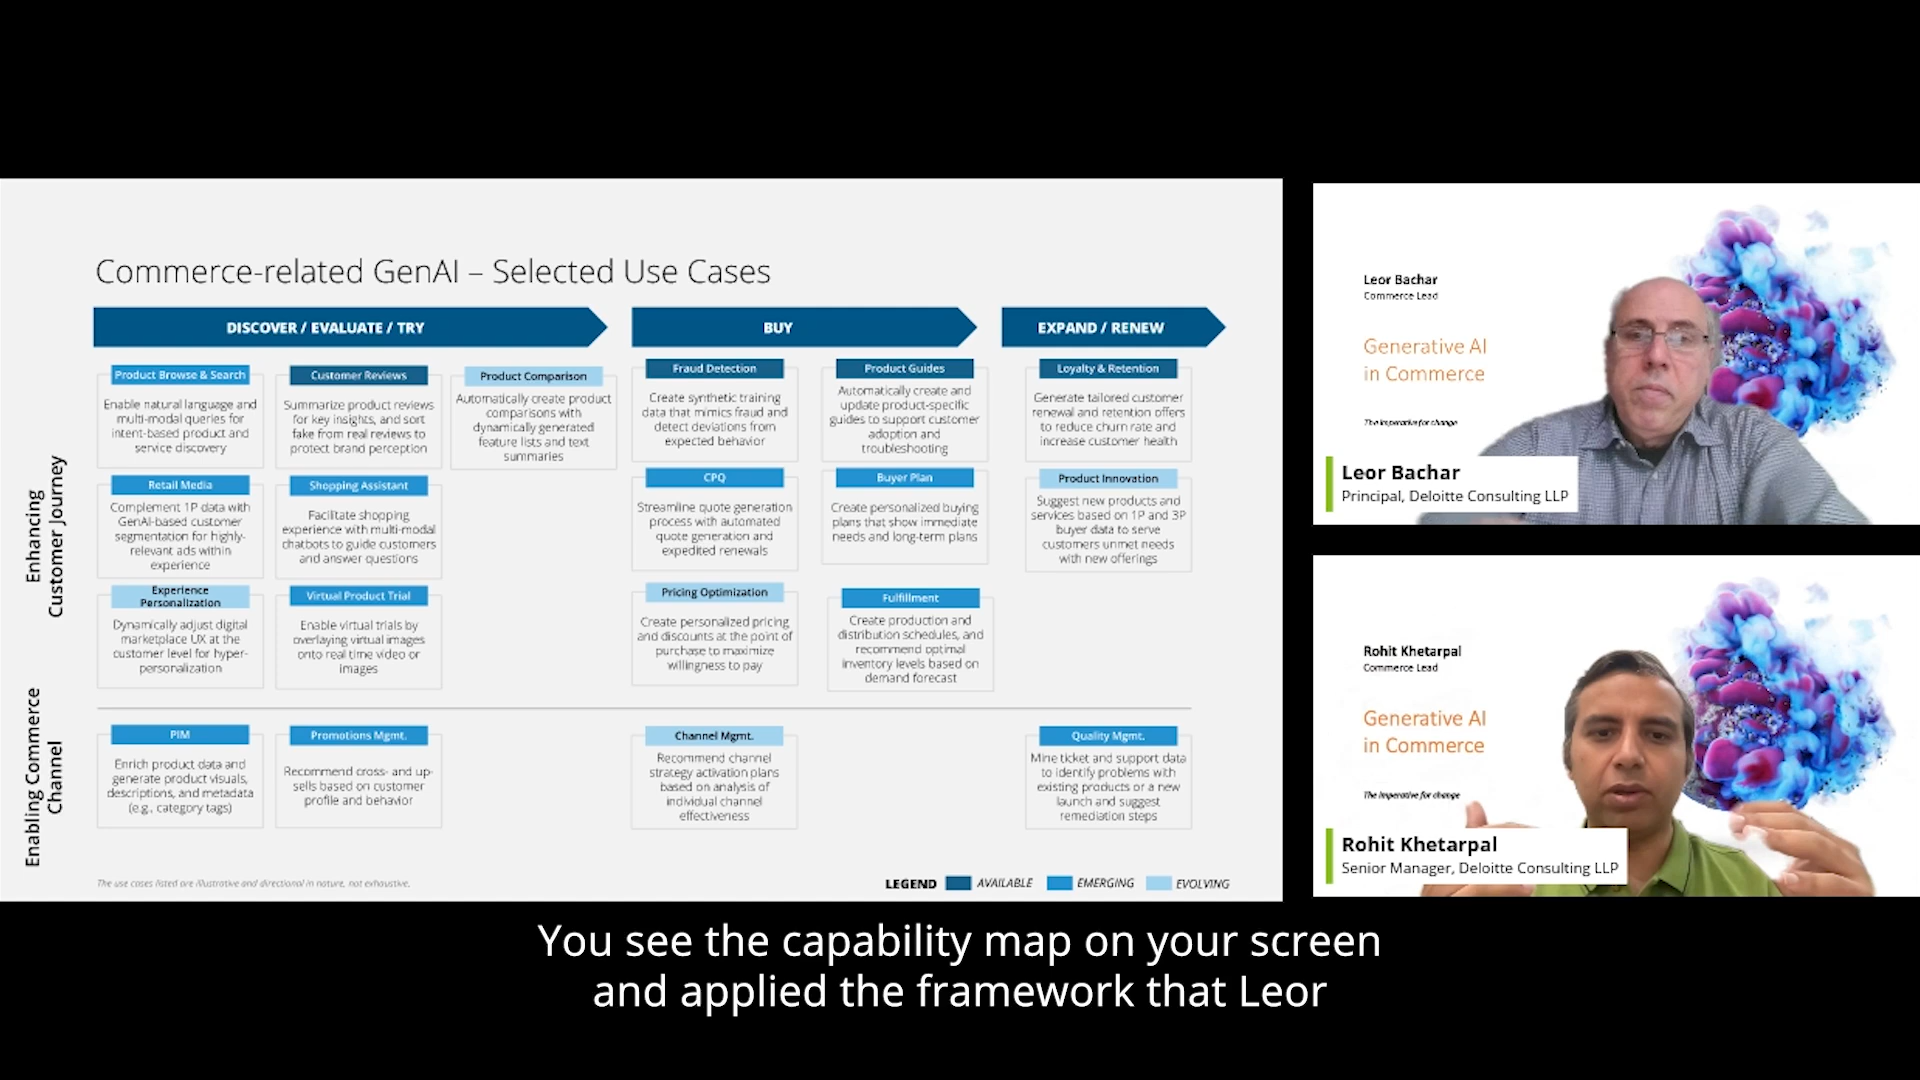 Commerce-related GenAI – Selected Use Cases
DISCOVER / EVALUATE / TRY
BUY
EXPAND / RENEW
Enhancing
Customer Journey
Product Browse & Search
Enable natural language and
multi-modal queries for
intent-based product and
service discovery
Customer Reviews
Summarize product reviews
for key insights, and sort
fake from real reviews to
protect brand perception
Product Comparison
Automatically create product
comparisons with
dynamically generated
feature lists and text
summaries
Fraud Detection
Create synthetic training
data that mimics fraud and
detect deviations from
expected behavior
Product Guides
Automatically create and
update product-specific
guides to support customer
adoption and
troubleshooting
Loyalty & Retention
Generate tailored customer
renewal and retention offers
to reduce churn rate and
increase customer health
Retail Media
Complement 1P data with
GenAI-based customer
segmentation for highly-
relevant ads within
experience
Shopping Assistant
Facilitate shopping
experience with multi-modal
chatbots to guide customers
and answer questions
CPQ
Streamline quote generation
process with automated
quote generation and
expedited renewals
Buyer Plan
Create personalized buying
plans that show immediate
needs and long-term plans
Product Innovation
Suggest new products and
services based on 1P and 3P
buyer data to serve
customers unmet needs
with new offerings
Experience
Personalization
Dynamically adjust digital
marketplace UX at the
customer level for hyper-
personalization
Virtual Product Trial
Enable virtual trials by
overlaying virtual images
onto real time video or
images
Pricing Optimization
Create personalized pricing
and discounts at the point of
purchase to maximize
willingness to pay
Fulfillment
Create production and
distribution schedules, and
recommend optimal
inventory levels based on
demand forecast
Enabling Commerce
Channel
PIM
Enrich product data and
generate product visuals,
descriptions, and metadata
(e.g., category tags)
Promotions Mgmt.
Recommend cross- and up-
sells based on customer
profile and behavior
Channel Mgmt.
Recommend channel
strategy activation plans
based on analysis of
individual channel
effectiveness
Quality Mgmt.
Mine ticket and support data
to identify problems with
existing products or a new
launch and suggest
remediation steps
The use cases listed are illustrative and directional in nature, not exhaustive.
LEGEND AVAILABLE EMERGING EVOLVING
Leor Bachar
Commerce Lead
Generative AI
in Commerce
The imperative for change
Leor Bachar
Principal, Deloitte Consulting LLP
Rohit Khetarpal
Commerce Lead
Generative AI
in Commerce
The imperative for change
Rohit Khetarpal
Senior Manager, Deloitte Consulting LLP
You see the capability map on your screen
and applied the framework that Leor